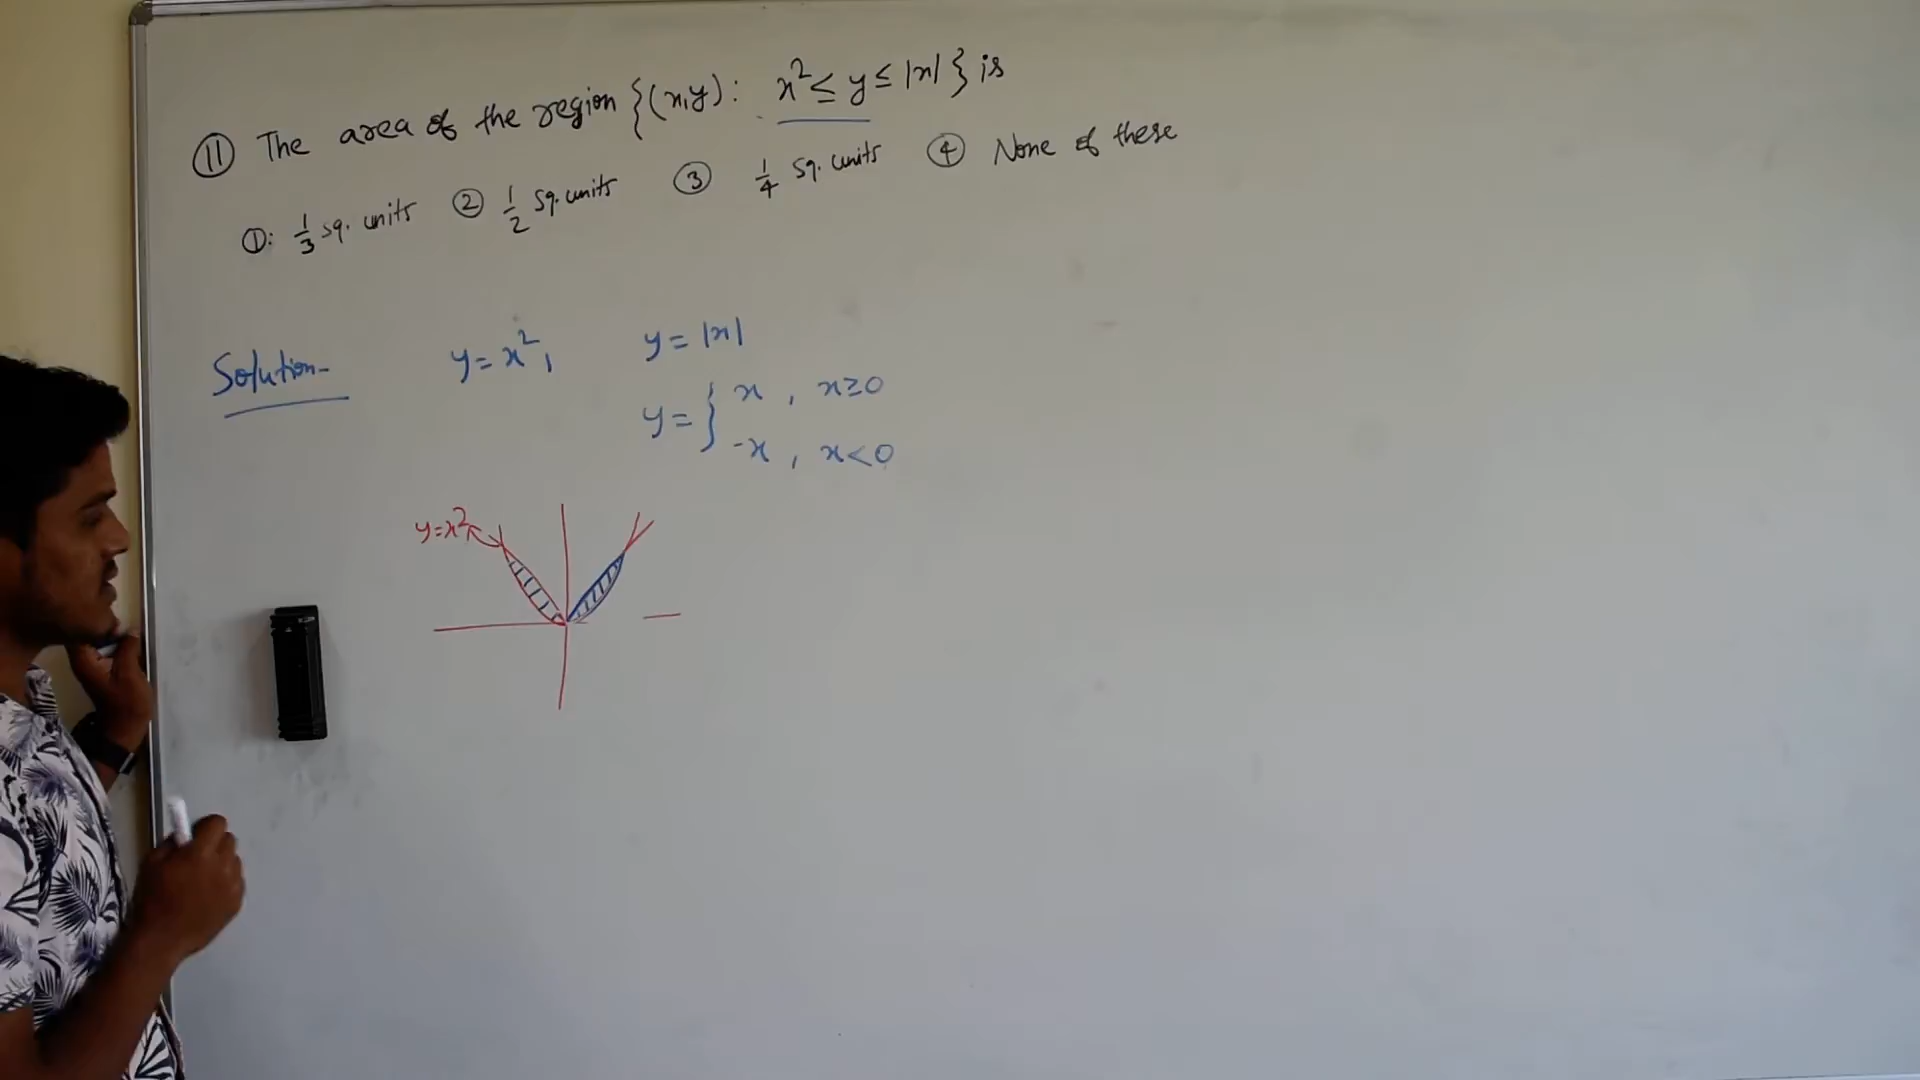 ⑪ The area of the region {(x,y): x² ≤ y ≤ |x| } is
①: 1/3 sq. units ② 1/2 sq. units ③ 1/4 sq. units ④ None of these
Solution- y = x², y = |x|
y = { x , x≥0
-x , x<0
y=x²